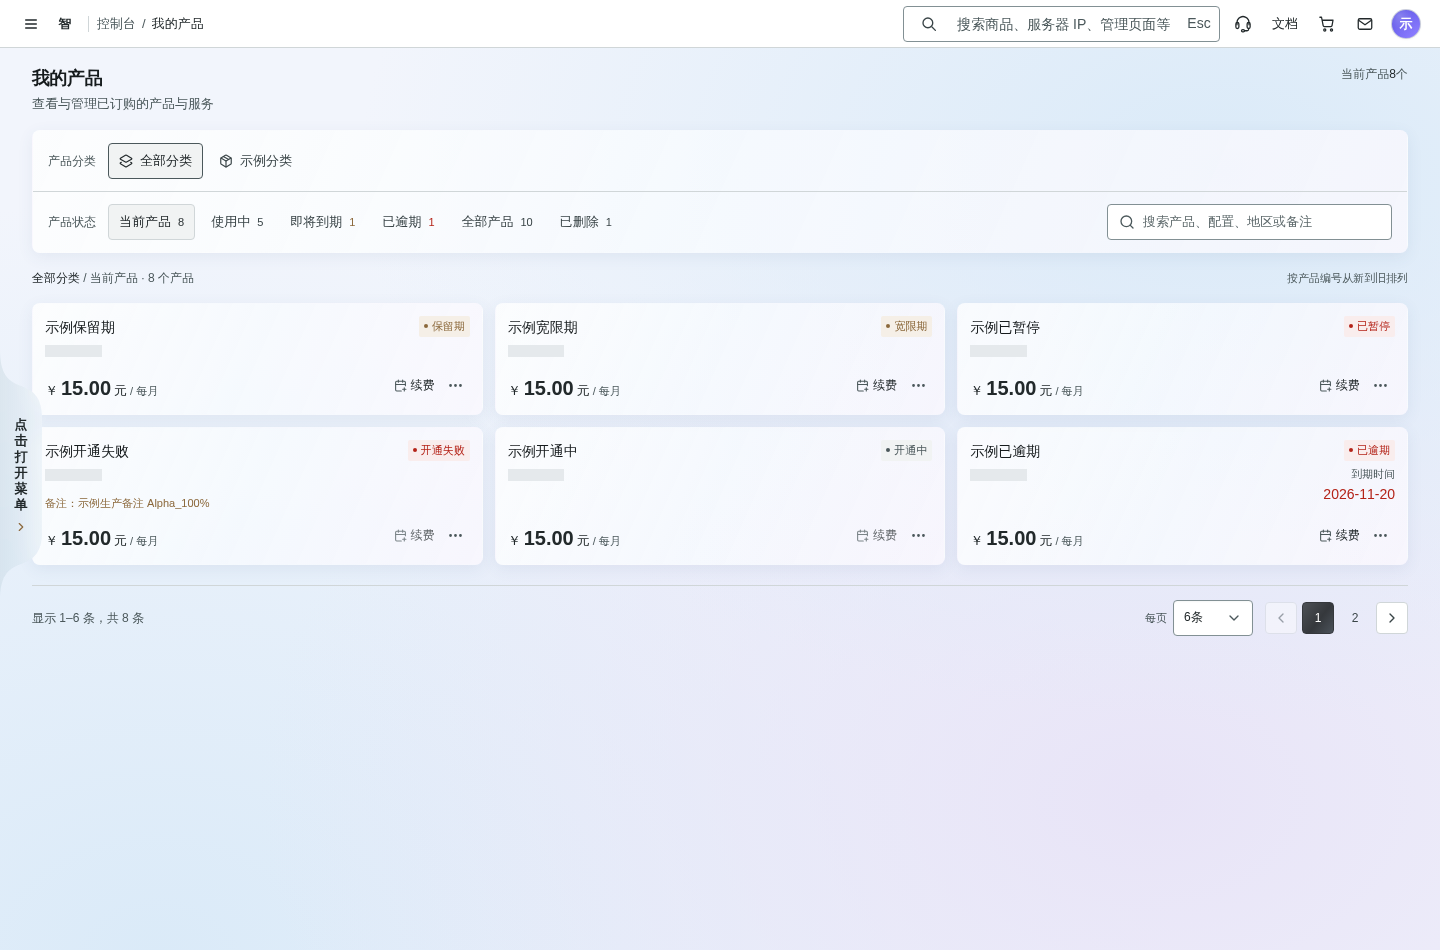 智 控制台 / 我的产品 搜索商品、服务器 IP、管理页面等 Esc 文档 示
我的产品
当前产品8个
查看与管理已订购的产品与服务
产品分类 全部分类 示例分类
产品状态 当前产品 8 使用中 5 即将到期 1 已逾期 1 全部产品 10 已删除 1 搜索产品、配置、地区或备注
全部分类 / 当前产品 · 8 个产品
按产品编号从新到旧排列
示例保留期 保留期
¥ 15.00 元 / 每月 续费
示例宽限期 宽限期
¥ 15.00 元 / 每月 续费
示例已暂停 已暂停
¥ 15.00 元 / 每月 续费
点击打开菜单
示例开通失败 开通失败
备注：示例生产备注 Alpha_100%
¥ 15.00 元 / 每月 续费
示例开通中 开通中
¥ 15.00 元 / 每月 续费
示例已逾期 已逾期
到期时间
2026-11-20
¥ 15.00 元 / 每月 续费
显示 1–6 条，共 8 条
每页 6条 1 2